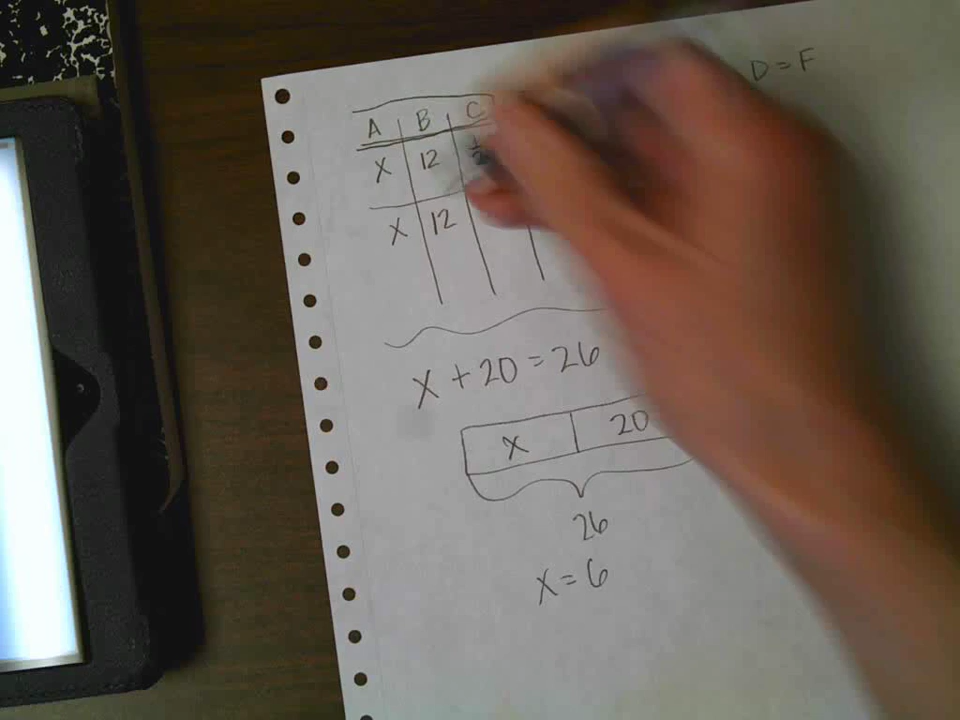 D = F
A B C
X 12
X 12
X + 20 = 26
X 20
26
X = 6